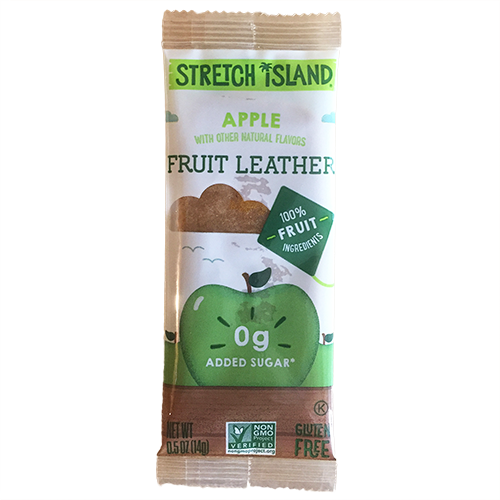 STRETCH ISLAND
APPLE
WITH OTHER NATURAL FLAVORS
FRUIT LEATHER
100%
FRUIT
INGREDIENTS
0g
ADDED SUGAR*
K
NET WT
0.5 OZ (14g)
NON
GMO
Project
VERIFIED
nongmoproject.org
GLUTEN
FREE